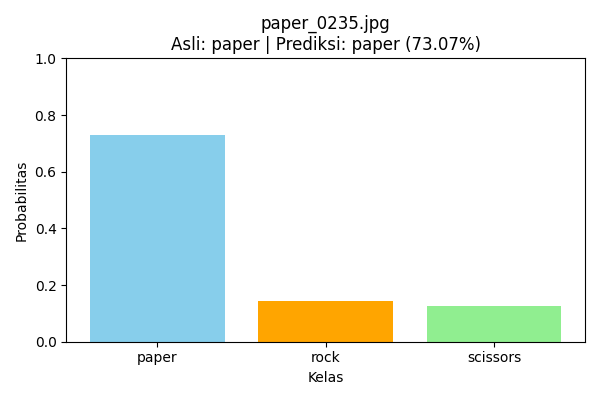 paper_0235.jpg
Asli: paper | Prediksi: paper (73.07%)
1.0
0.8
0.6
0.4
0.2
0.0
Probabilitas
paper
rock
scissors
Kelas